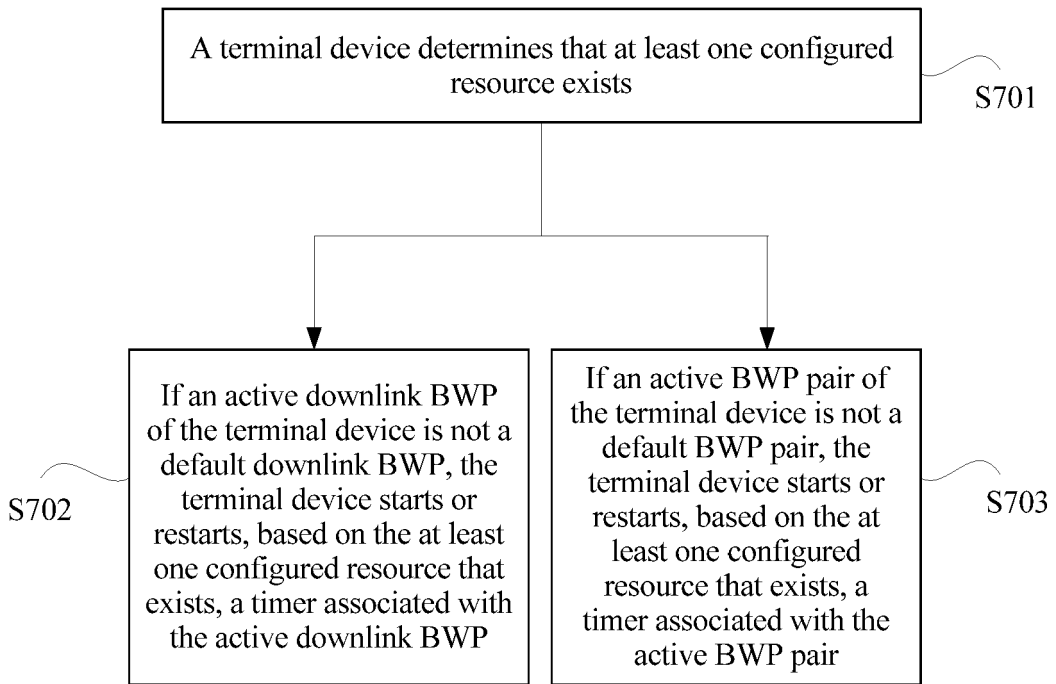 A terminal device determines that at least one configured
resource exists
S701
If an active downlink BWP
of the terminal device is not a
default downlink BWP, the
terminal device starts or
restarts, based on the at least
one configured resource that
exists, a timer associated with
the active downlink BWP
S702
If an active BWP pair of
the terminal device is not a
default BWP pair, the
terminal device starts or
restarts, based on the at
least one configured
resource that exists, a
timer associated with the
active BWP pair
S703